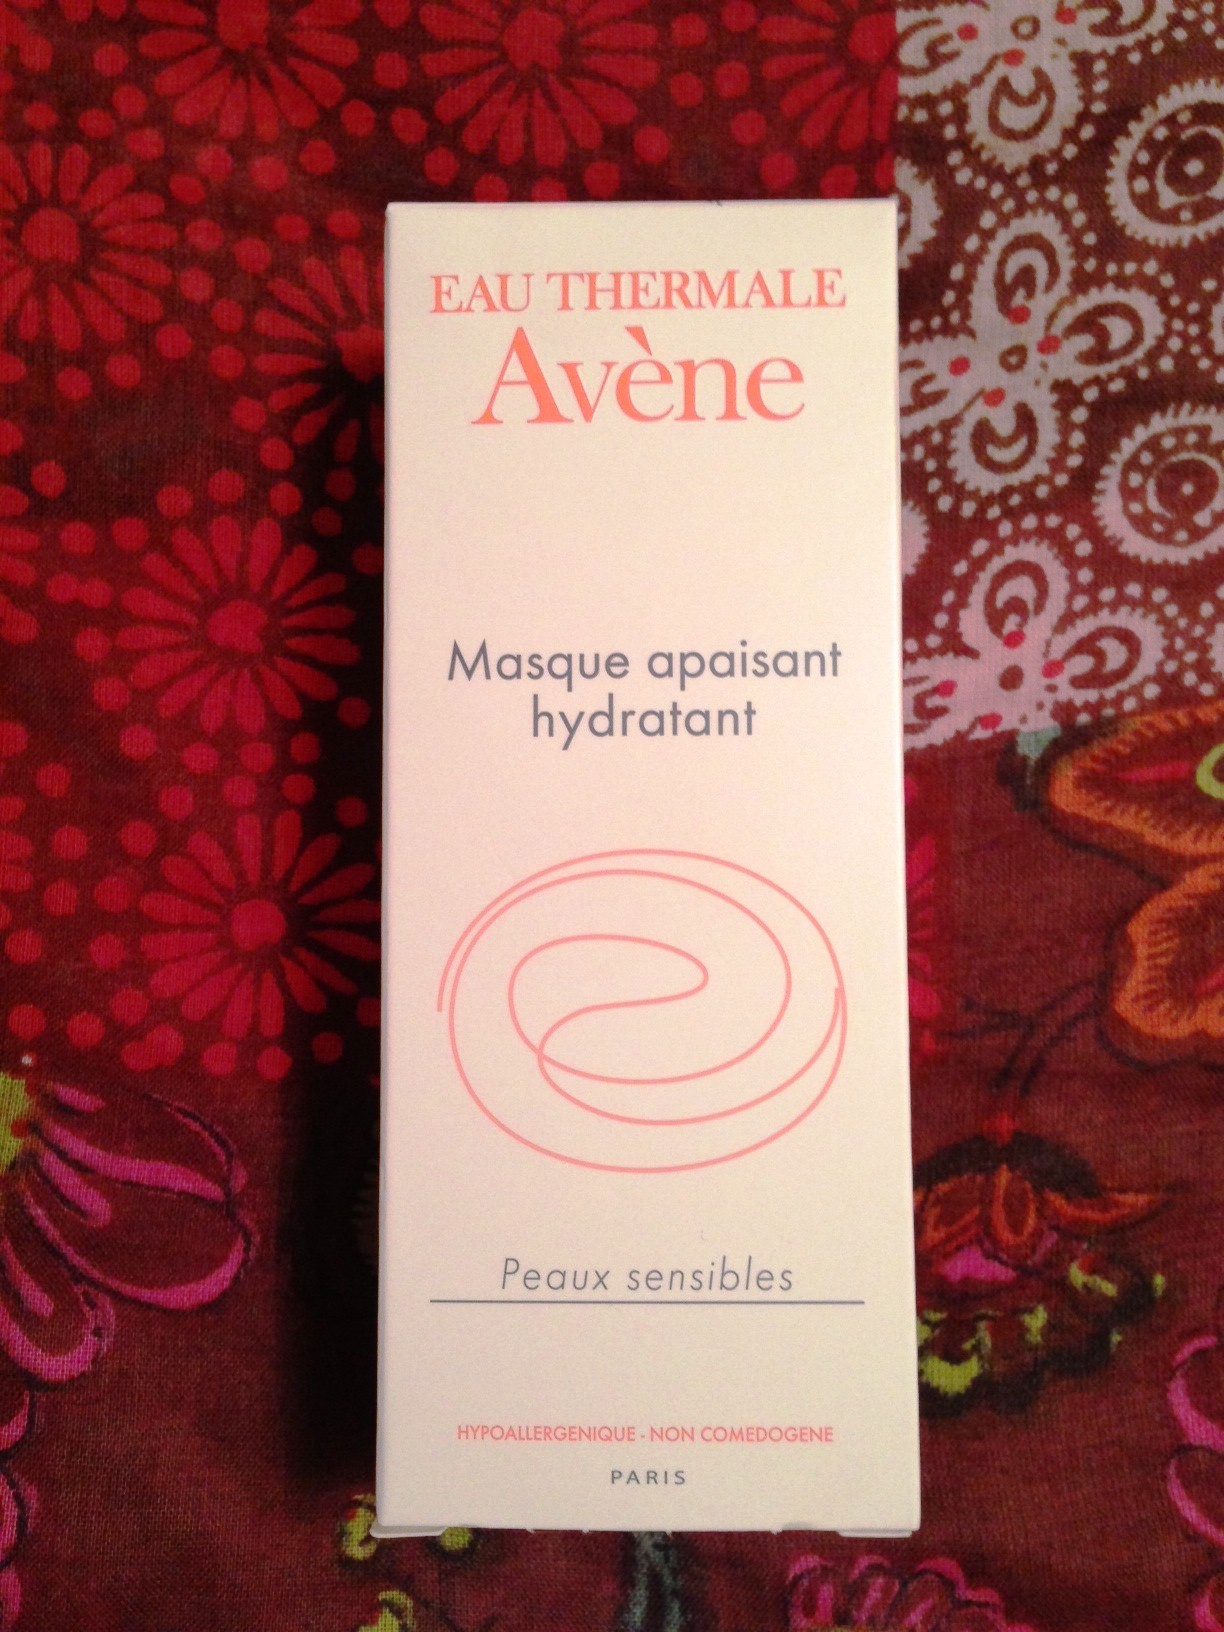 EAU THERMALE
Avène
Masque apaisant
hydratant
Peaux sensibles
HYPOALLERGENIQUE - NON COMEDOGENE
PARIS